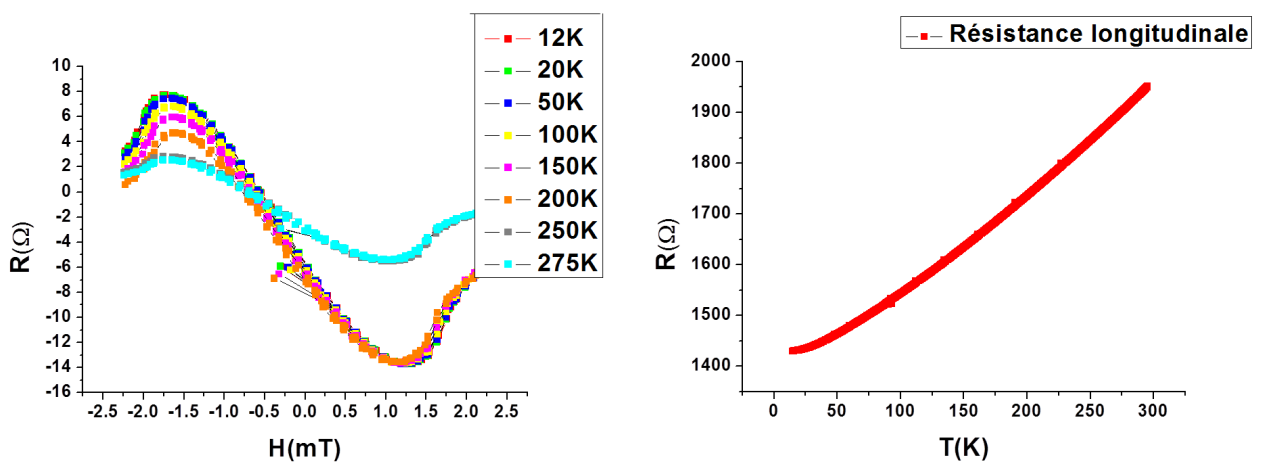 12K
20K
50K
100K
150K
200K
250K
275K
10
8
6
4
2
0
-2
-4
-6
-8
-10
-12
-14
-16
R(Ω)
-2.5 -2.0 -1.5 -1.0 -0.5 0.0 0.5 1.0 1.5 2.0 2.5
H(mT)
Résistance longitudinale
2000
1900
1800
1700
1600
1500
1400
R(Ω)
0 50 100 150 200 250 300
T(K)